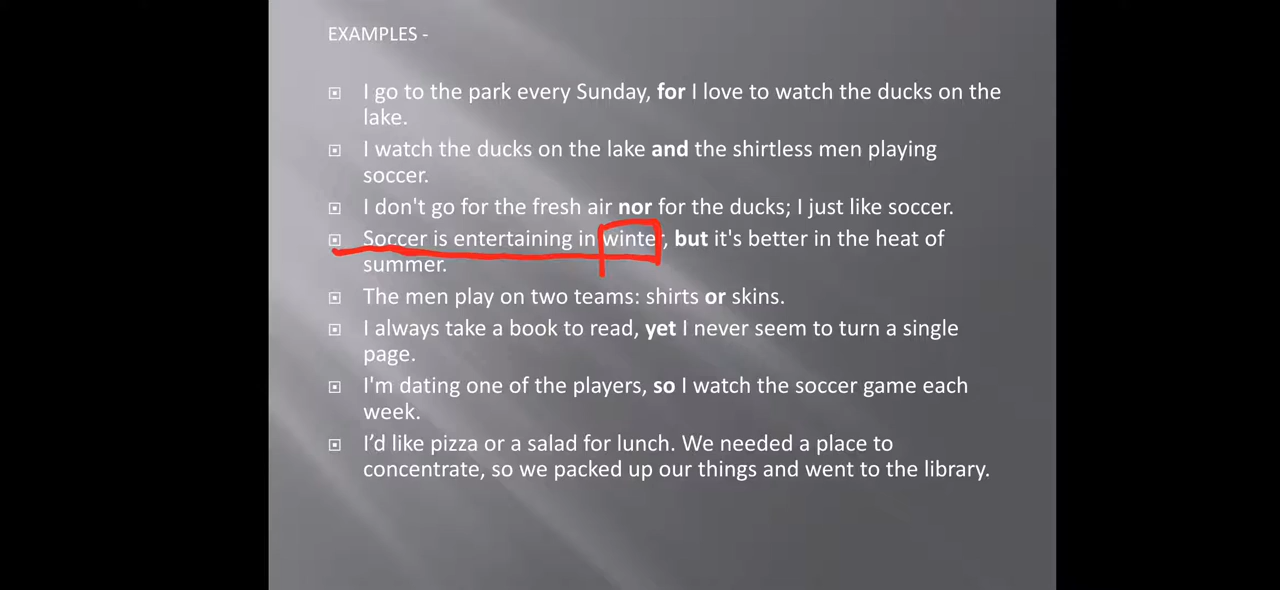 EXAMPLES -
I go to the park every Sunday, for I love to watch the ducks on the
lake.
I watch the ducks on the lake and the shirtless men playing
soccer.
I don't go for the fresh air nor for the ducks; I just like soccer.
Soccer is entertaining in winter, but it's better in the heat of
summer.
The men play on two teams: shirts or skins.
I always take a book to read, yet I never seem to turn a single
page.
I'm dating one of the players, so I watch the soccer game each
week.
I’d like pizza or a salad for lunch. We needed a place to
concentrate, so we packed up our things and went to the library.